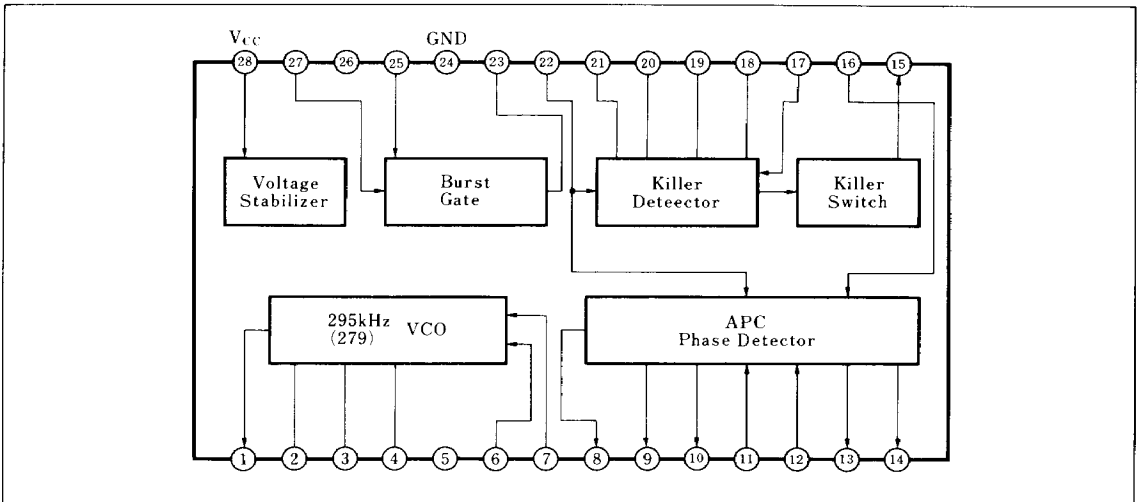 Vcc GND
28 27 26 25 24 23 22 21 20 19 18 17 16 15
Voltage
Stabilizer
Burst
Gate
Killer
Deteector
Killer
Switch
295kHz
(279)
VCO
APC
Phase Detector
1 2 3 4 5 6 7 8 9 10 11 12 13 14